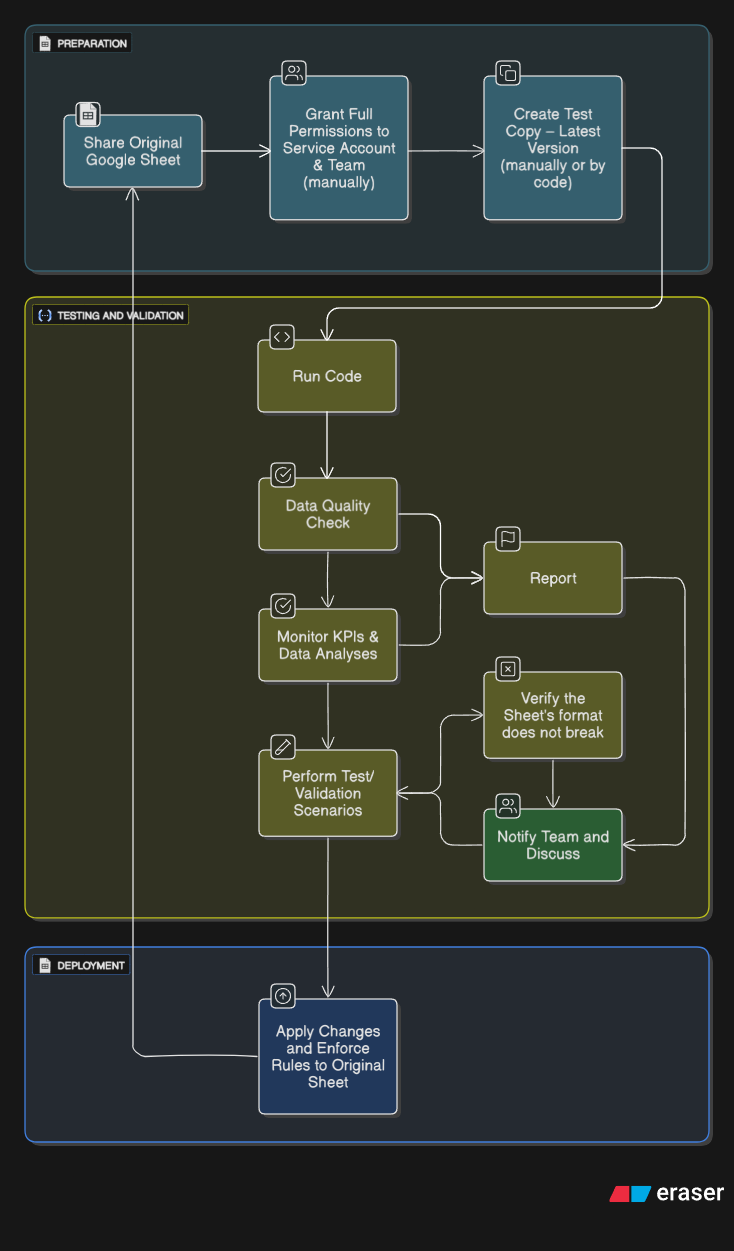 PREPARATION
Share Original
Google Sheet
Grant Full
Permissions to
Service Account
& Team
(manually)
Create Test
Copy – Latest
Version
(manually or by
code)
TESTING AND VALIDATION
Run Code
Data Quality
Check
Report
Monitor KPIs &
Data Analyses
Verify the
Sheet's format
does not break
Perform Test/
Validation
Scenarios
Notify Team and
Discuss
DEPLOYMENT
Apply Changes
and Enforce
Rules to Original
Sheet
eraser